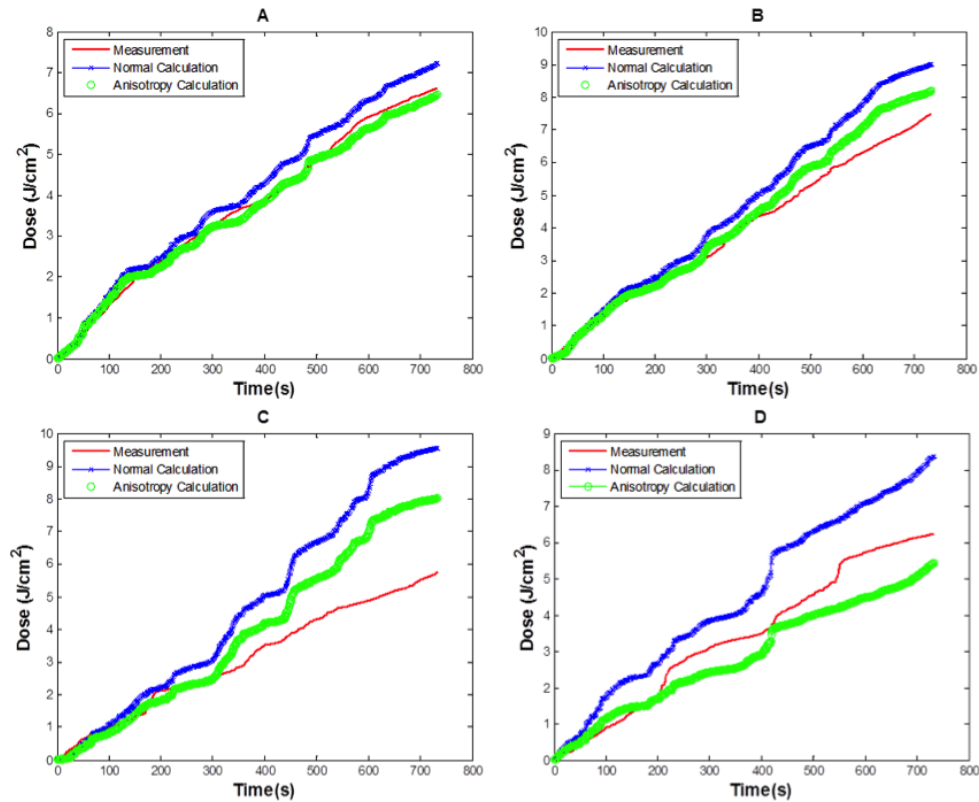 A
8
7
6
5
4
3
2
1
0
Dose (J/cm²)
Measurement
Normal Calculation
Anisotropy Calculation
0 100 200 300 400 500 600 700 800
Time(s)
B
10
9
8
7
6
5
4
3
2
1
0
Dose (J/cm²)
Measurement
Normal Calculation
Anisotropy Calculation
0 100 200 300 400 500 600 700 800
Time(s)
C
10
9
8
7
6
5
4
3
2
1
0
Dose (J/cm²)
Measurement
Normal Calculation
Anisotropy Calculation
0 100 200 300 400 500 600 700 800
Time(s)
D
9
8
7
6
5
4
3
2
1
0
Dose (J/cm²)
Measurement
Normal Calculation
Anisotropy Calculation
0 100 200 300 400 500 600 700 800
Time(s)